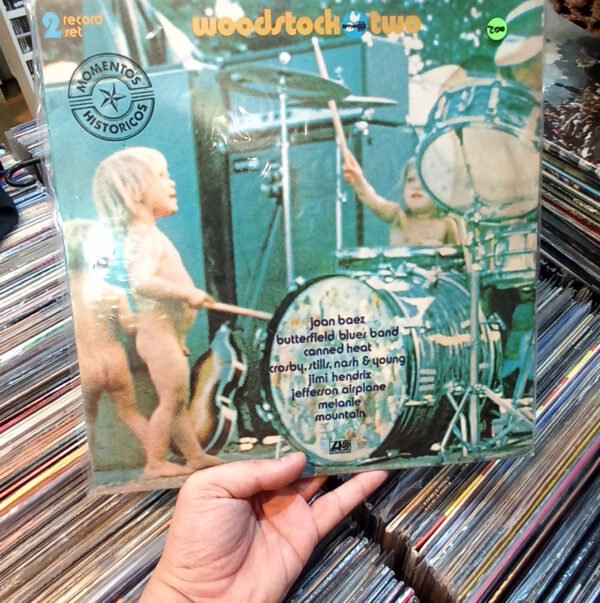 2 record set
woodstock two
MOMENTOS
HISTORICOS
joan baez
butterfield blues band
canned heat
crosby, stills, nash & young
jimi hendrix
jefferson airplane
melanie
mountain